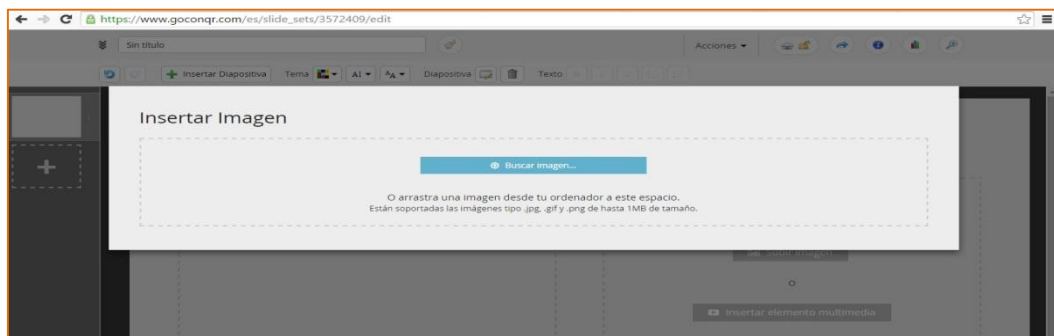 https://www.goconqr.com/es/slide_sets/3572409/edit
Sin título
Acciones
Insertar Diapositiva Tema AI AA Diapositiva Texto
Insertar Imagen
Buscar imagen...
O arrastra una imagen desde tu ordenador a este espacio.
Están soportadas las imágenes tipo .jpg, .gif y .png de hasta 1MB de tamaño.
Subir imagen
o
Insertar elemento multimedia